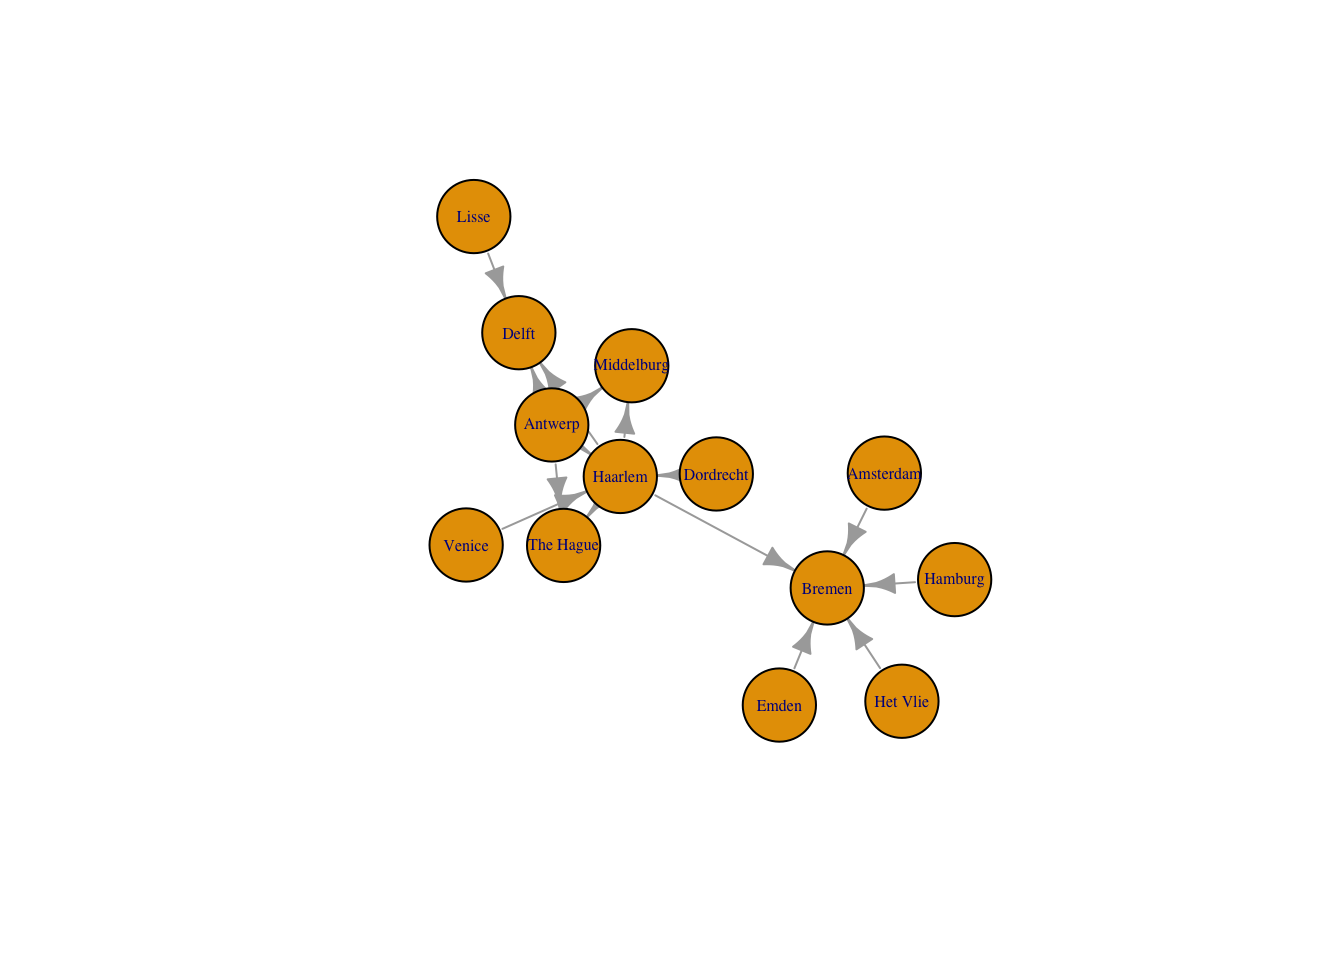 Lisse
Delft
Middelburg
Antwerp
Haarlem
Dordrecht
Amsterdam
Venice
The Hague
Bremen
Hamburg
Emden
Het Vlie